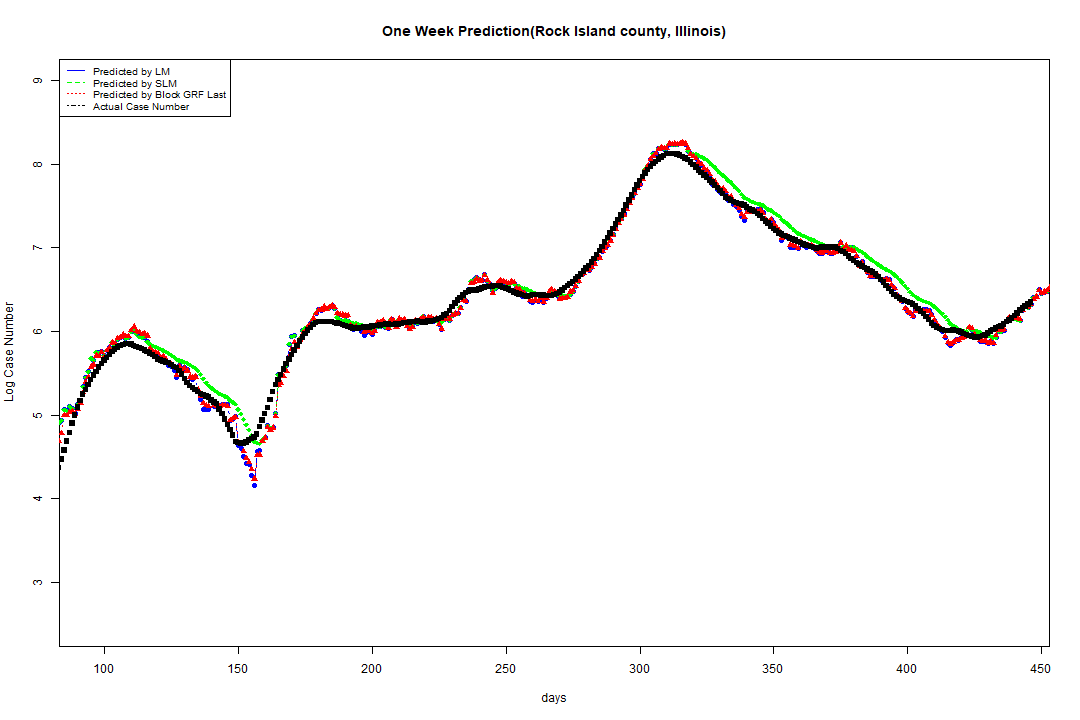 One Week Prediction(Rock Island county, Illinois)
Predicted by LM
Predicted by SLM
Predicted by Block GRF Last
Actual Case Number
9
8
7
6
5
4
3
Log Case Number
100 150 200 250 300 350 400 450
days